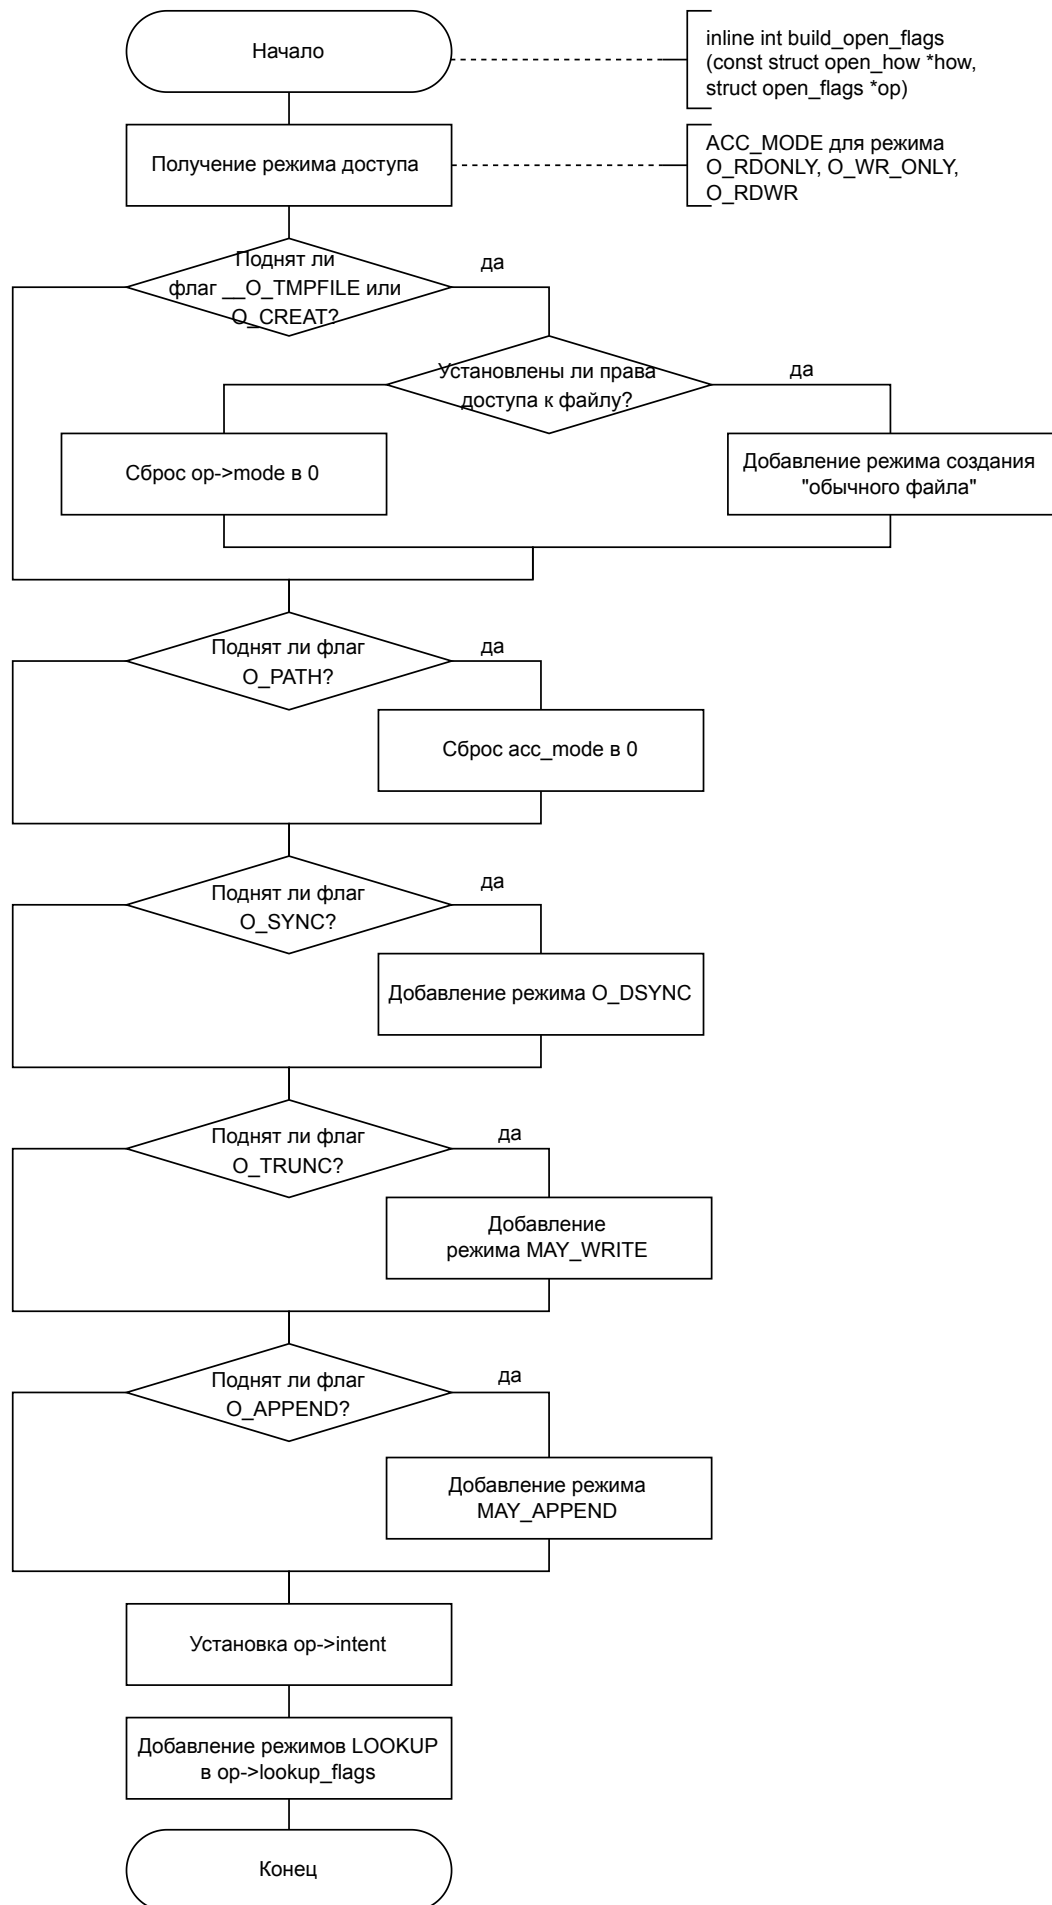 Начало
inline int build_open_flags
(const struct open_how *how,
struct open_flags *op)
Получение режима доступа
ACC_MODE для режима
O_RDONLY, O_WR_ONLY,
O_RDWR
Поднят ли
флаг __O_TMPFILE или
O_CREAT?
да
Установлены ли права
доступа к файлу?
да
Сброс op->mode в 0
Добавление режима создания
"обычного файла"
Поднят ли флаг
O_PATH?
да
Сброс acc_mode в 0
Поднят ли флаг
O_SYNC?
да
Добавление режима O_DSYNC
Поднят ли флаг
O_TRUNC?
да
Добавление
режима MAY_WRITE
Поднят ли флаг
O_APPEND?
да
Добавление режима
MAY_APPEND
Установка op->intent
Добавление режимов LOOKUP
в op->lookup_flags
Конец